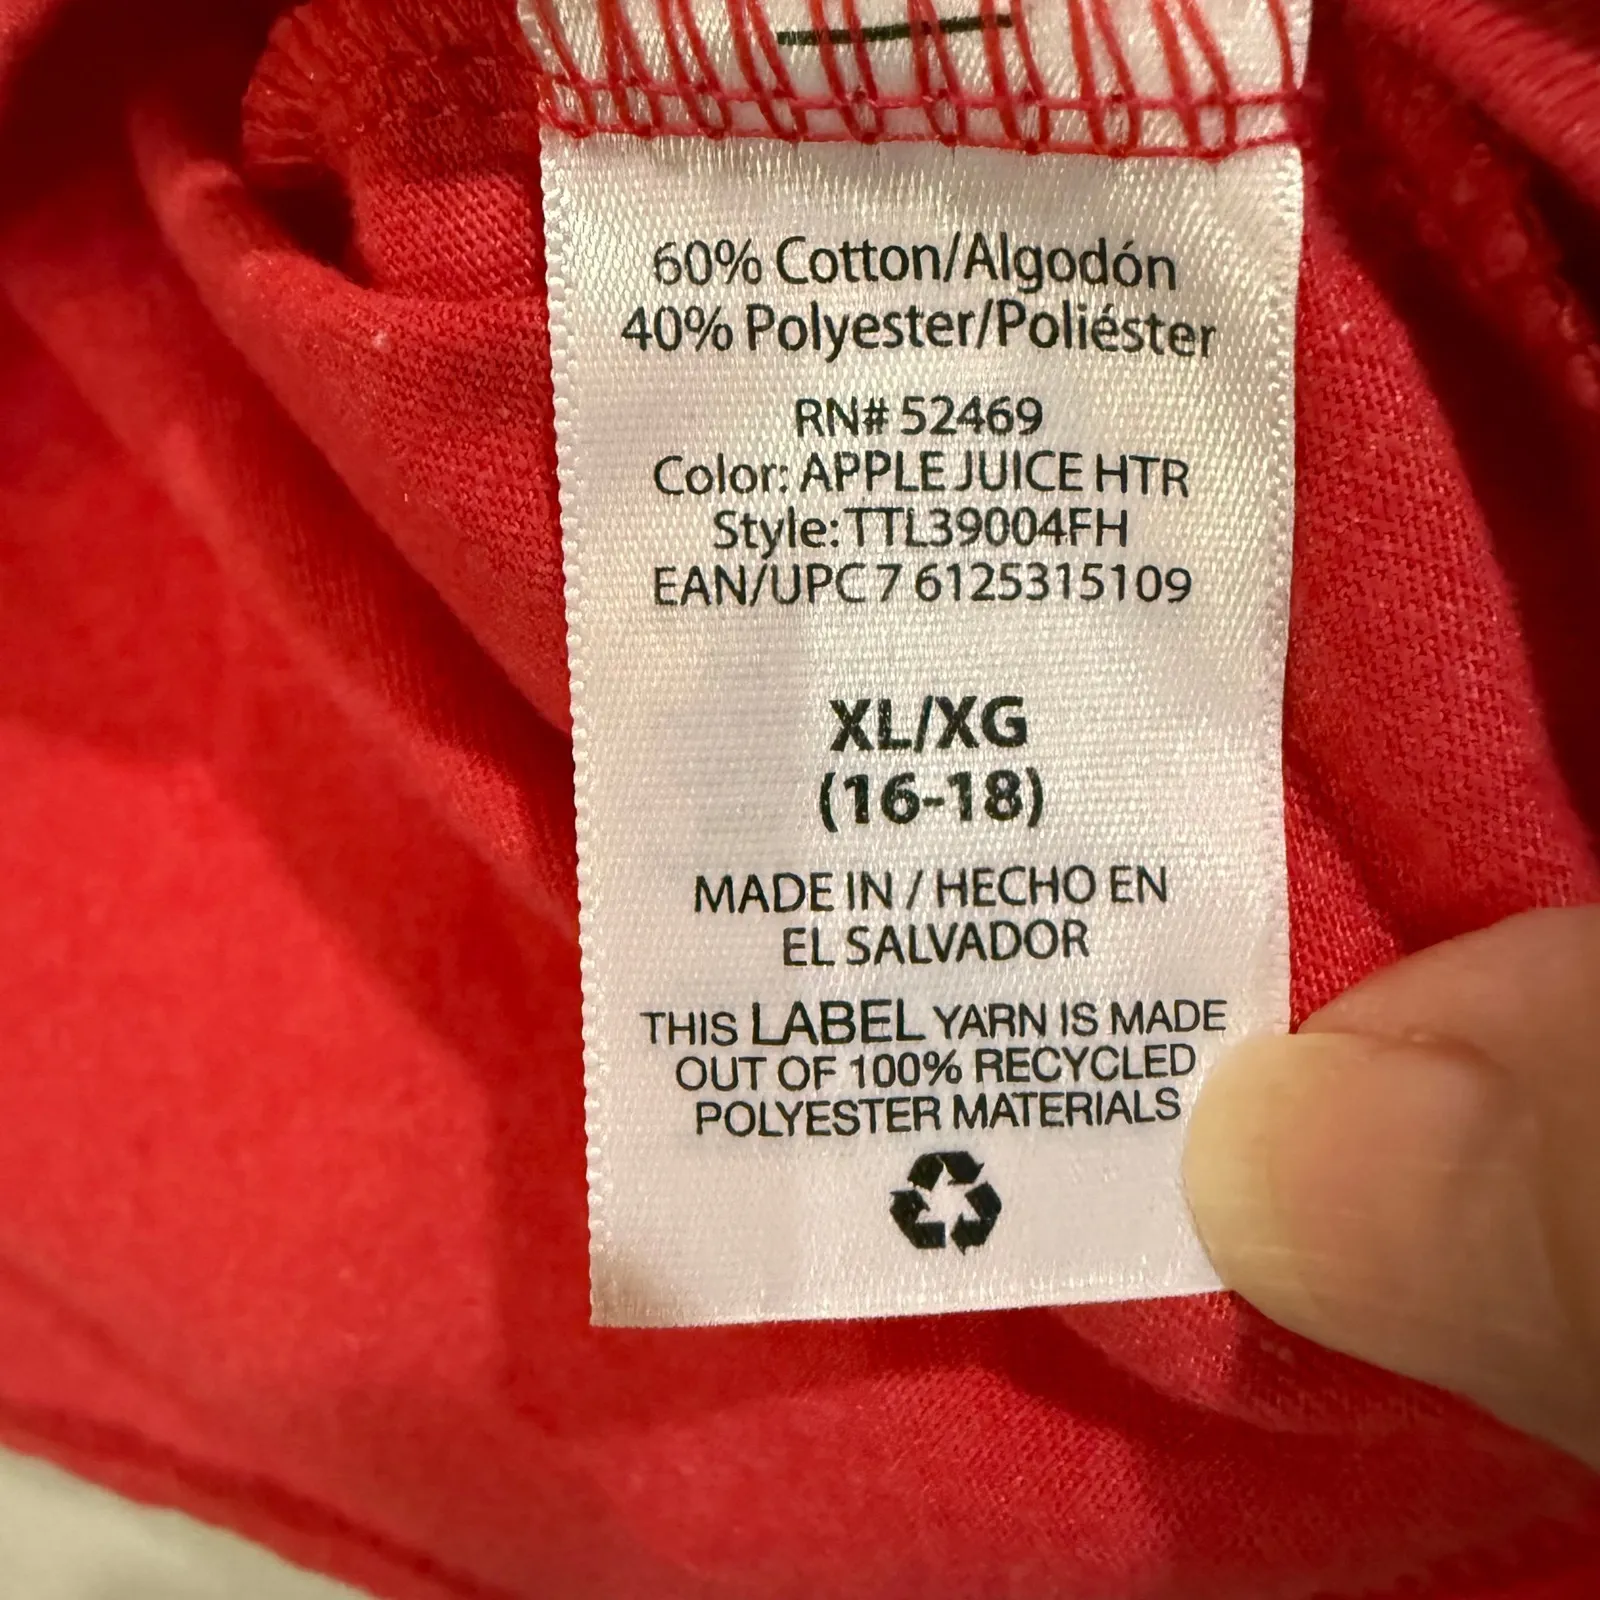 60% Cotton/Algodón
40% Polyester/Poliéster
RN# 52469
Color: APPLE JUICE HTR
Style:TTL39004FH
EAN/UPC 7 6125315109
XL/XG
(16-18)
MADE IN / HECHO EN
EL SALVADOR
THIS LABEL YARN IS MADE
OUT OF 100% RECYCLED
POLYESTER MATERIALS